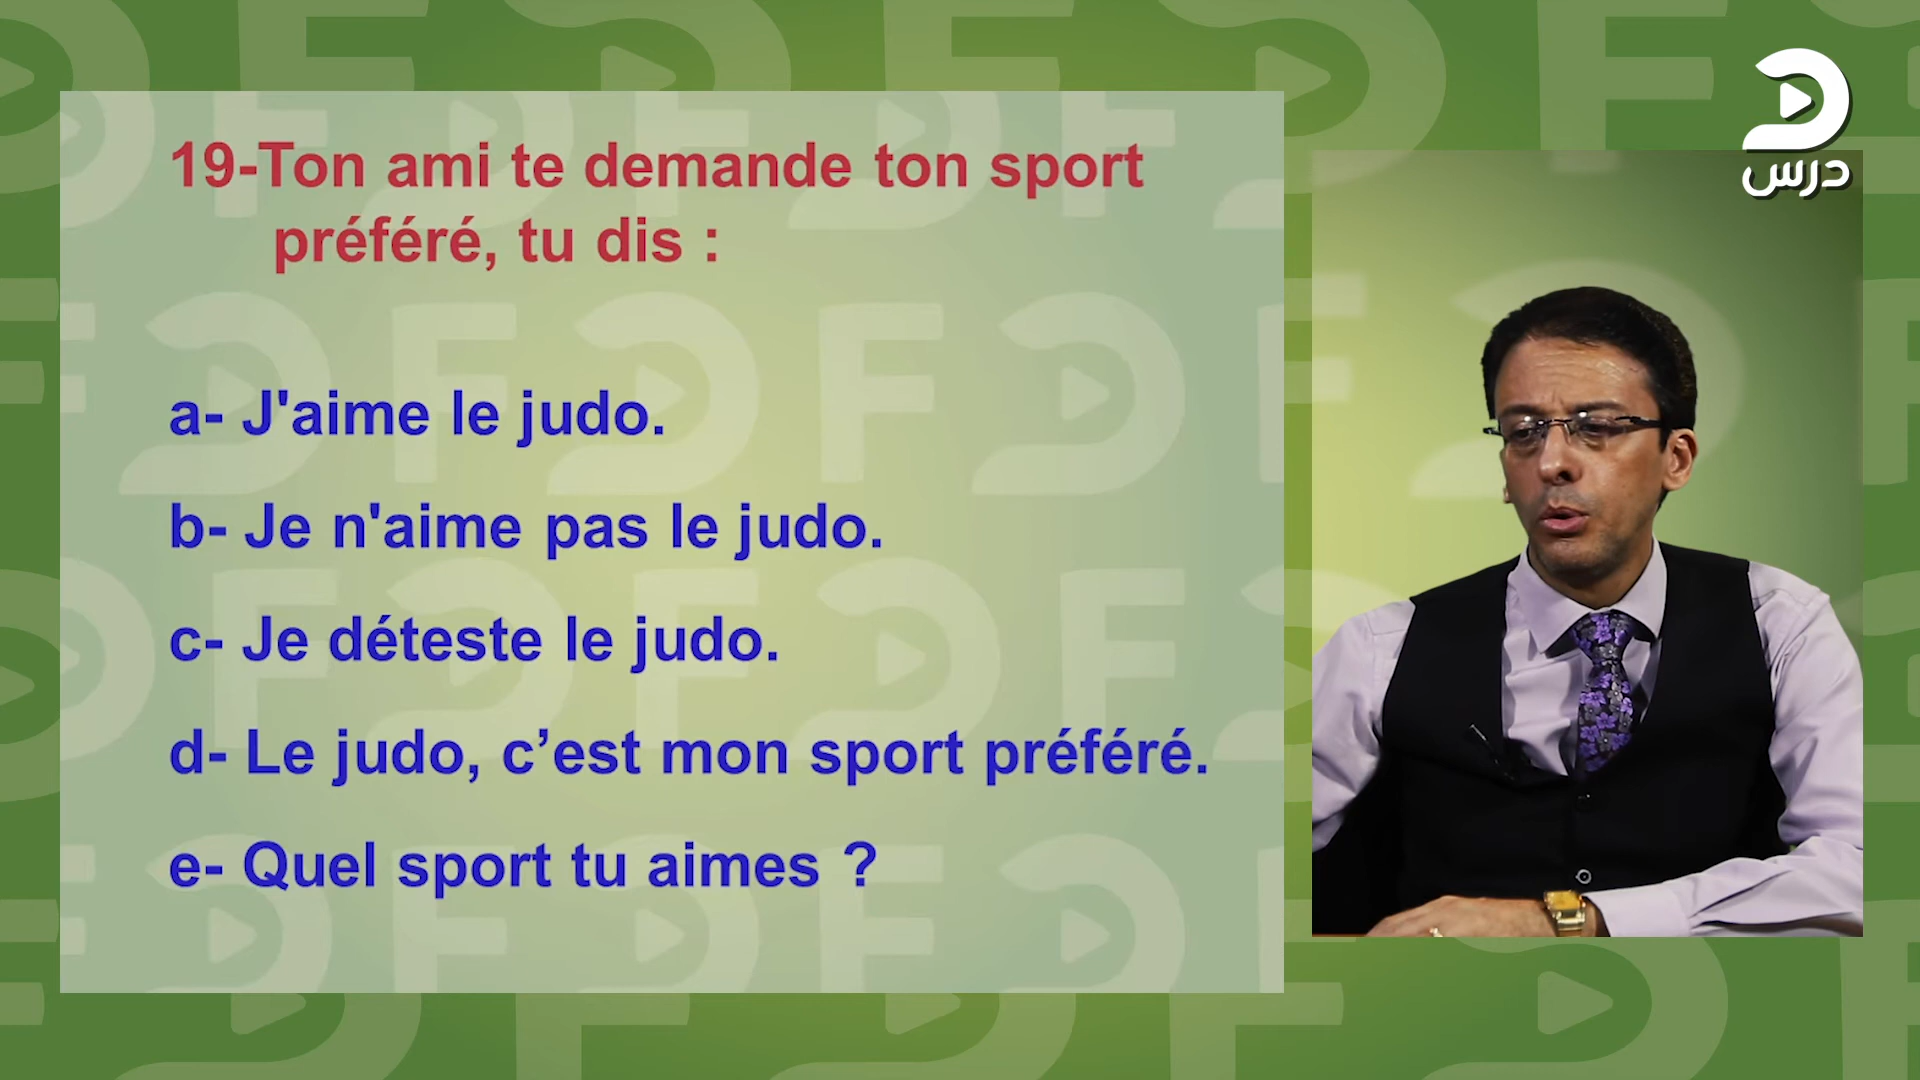 درس
19-Ton ami te demande ton sport
préféré, tu dis :
a- J'aime le judo.
b- Je n'aime pas le judo.
c- Je déteste le judo.
d- Le judo, c’est mon sport préféré.
e- Quel sport tu aimes ?